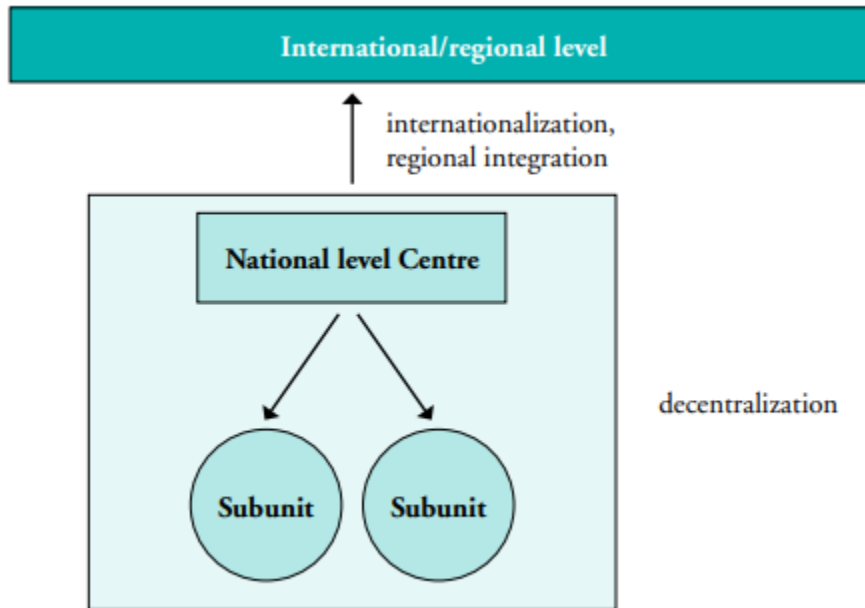 International/regional level
internationalization,
regional integration
National level Centre
decentralization
Subunit
Subunit